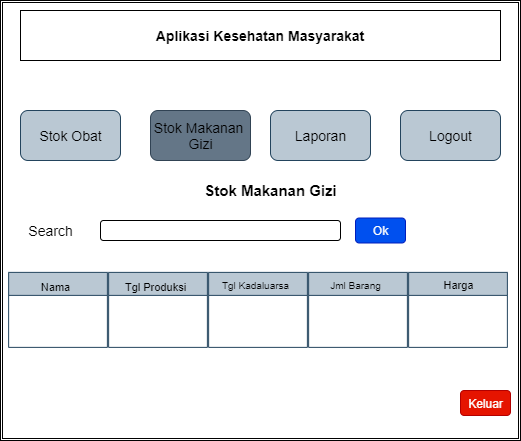 Aplikasi Kesehatan Masyarakat
Stok Obat
Stok Makanan
Gizi
Laporan
Logout
Stok Makanan Gizi
Search
Ok
Nama
Tgl Produksi
Tgl Kadaluarsa
Jml Barang
Harga
Keluar